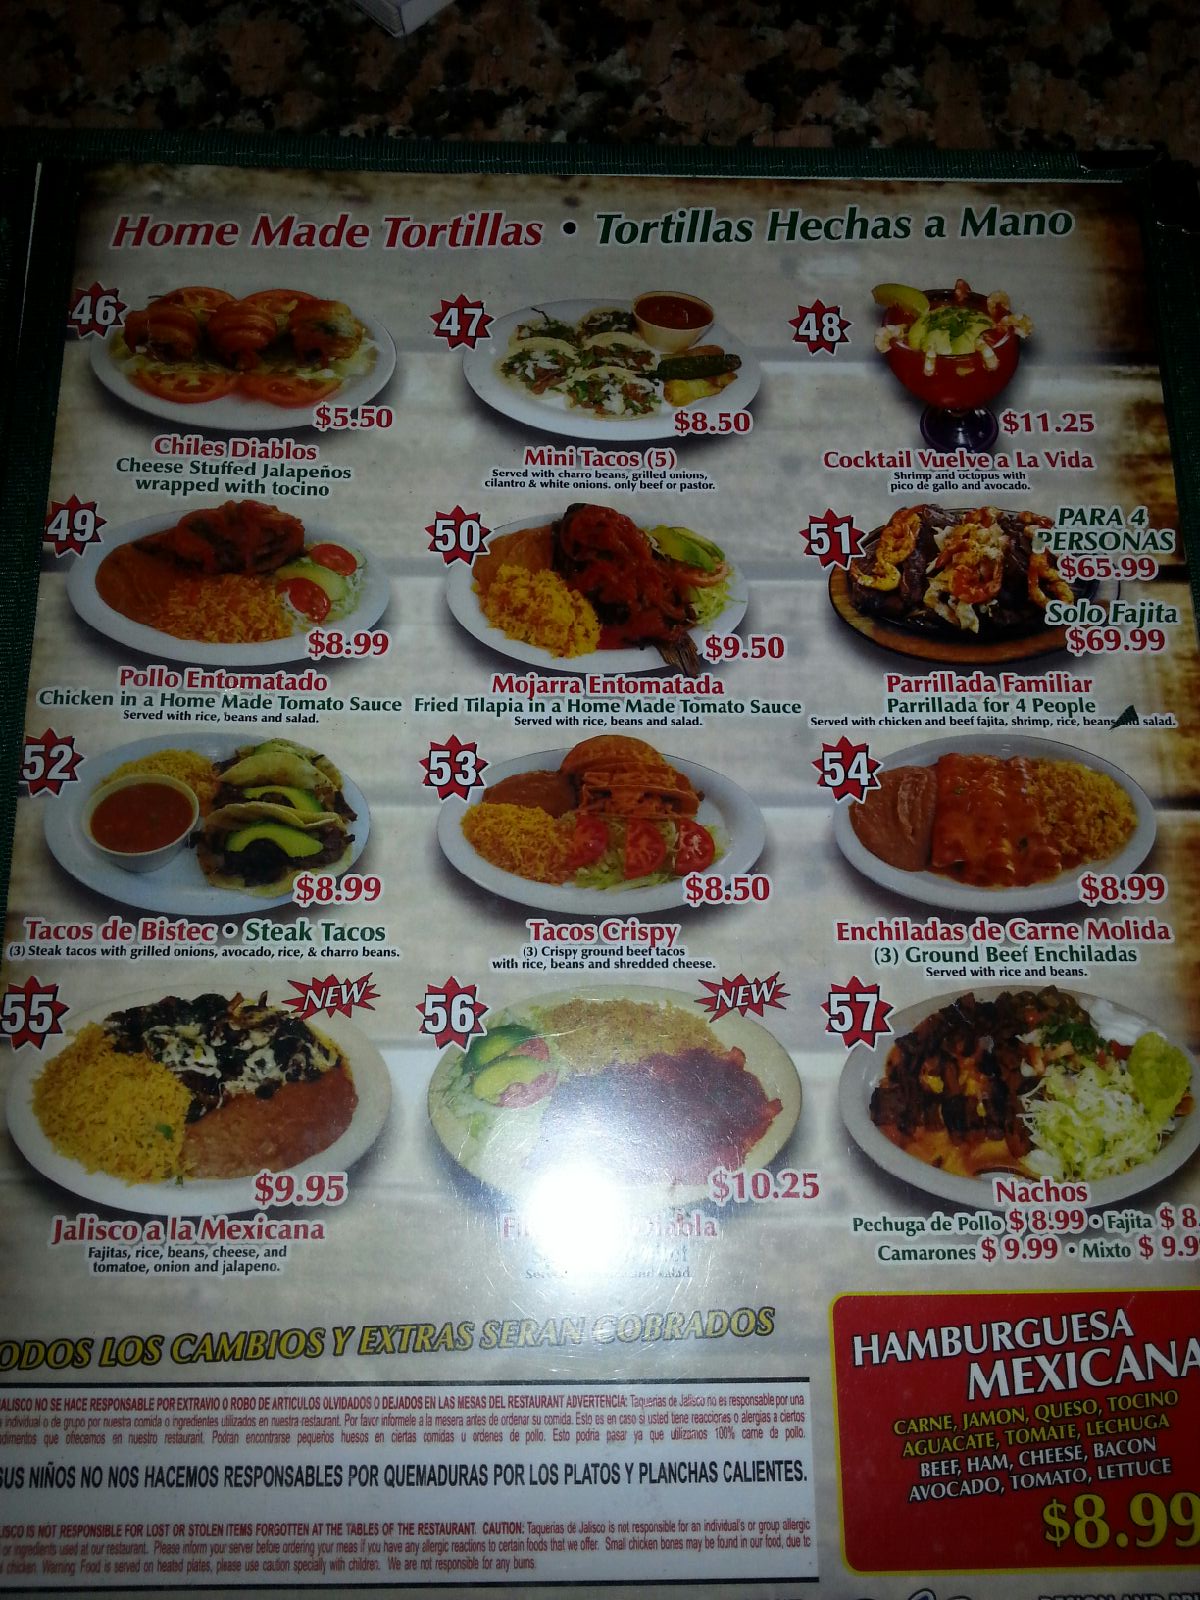 Home Made Tortillas • Tortillas Hechas a Mano
46
$5.50
Chiles Diablos
Cheese Stuffed Jalapeños
wrapped with tocino
47
$8.50
Mini Tacos (5)
Served with charro beans, grilled onions,
cilantro & white onions. only beef or pastor.
48
$11.25
Cocktail Vuelve a La Vida
Shrimp and octopus with
pico de gallo and avocado.
49
$8.99
Pollo Entomatado
Chicken in a Home Made Tomato Sauce
Served with rice, beans and salad.
50
$9.50
Mojarra Entomatada
Fried Tilapia in a Home Made Tomato Sauce
Served with rice, beans and salad.
51
PARA 4
PERSONAS
$65.99
Solo Fajita
$69.99
Parrillada Familiar
Parrillada for 4 People
Served with chicken and beef fajita, shrimp, rice, beans and salad.
52
$8.99
Tacos de Bistec • Steak Tacos
(3) Steak tacos with grilled onions, avocado, rice, & charro beans.
53
$8.50
Tacos Crispy
(3) Crispy ground beef tacos
with rice, beans and shredded cheese.
54
$8.99
Enchiladas de Carne Molida
(3) Ground Beef Enchiladas
Served with rice and beans.
55
NEW
$9.95
Jalisco a la Mexicana
Fajitas, rice, beans, cheese, and
tomatoe, onion and jalapeno.
56
NEW
$10.25
and salad.
57
Nachos
Pechuga de Pollo $8.99 • Fajita $8.
Camarones $9.99 • Mixto $9.9
ODOS LOS CAMBIOS Y EXTRAS SERAN COBRADOS
ALISCO NO SE HACE RESPONSABLE POR EXTRAVIO O ROBO DE ARTICULOS OLVIDADOS O DEJADOS EN LAS MESAS DEL RESTAURANT ADVERTENCIA: Taquerias de Jalisco no es responsable por una
individual o de grupo por nuestra comida o ingredientes utilizados en nuestra restaurant. Por favor informele a la mesera antes de ordenar su comida. Esto es en caso si usted tiene reacciones o alergias a ciertos
dimentos que ofrecemos en nuestro restaurant. Podran encontrarse pequeños huesos en ciertas comidas u ordenes de pollo. Esto podria pasar ya que utilizamos 100% carne de pollo.
SUS NIÑOS NO NOS HACEMOS RESPONSABLES POR QUEMADURAS POR LOS PLATOS Y PLANCHAS CALIENTES.
LISCO IS NOT RESPONSIBLE FOR LOST OR STOLEN ITEMS FORGOTTEN AT THE TABLES OF THE RESTAURANT. CAUTION: Taquerias de Jalisco is not responsible for an individual's or group allergic
or ingredients used at our restaurant. Please inform your server before ordering your meas if you have any allergic reactions to certain foods that we offer. Small chicken bones may be found in our food, due to
chicken. Warning: Food is served on heated plates, please use caution specially with children. We are not responsible for any burns.
HAMBURGUESA
MEXICANA
CARNE, JAMON, QUESO, TOCINO
AGUACATE, TOMATE, LECHUGA
BEEF, HAM, CHEESE, BACON
AVOCADO, TOMATO, LETTUCE
$8.99